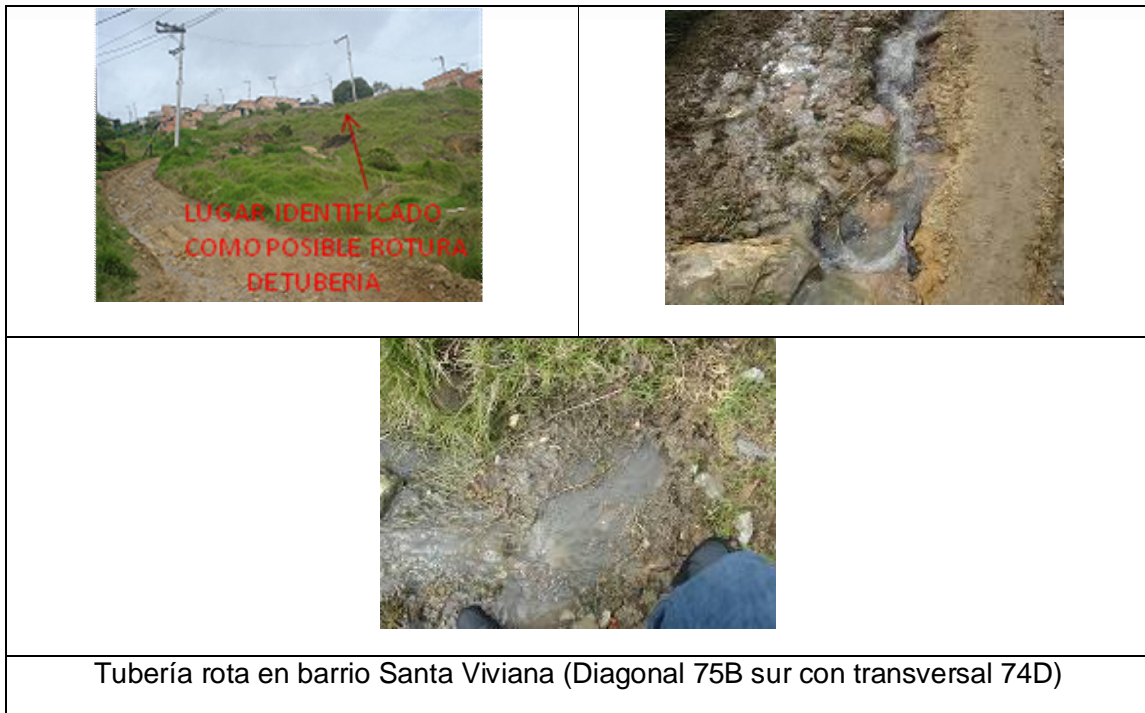 LUGAR IDENTIFICADO
COMO POSIBLE ROTURA
DETUBERIA
Tubería rota en barrio Santa Viviana (Diagonal 75B sur con transversal 74D)